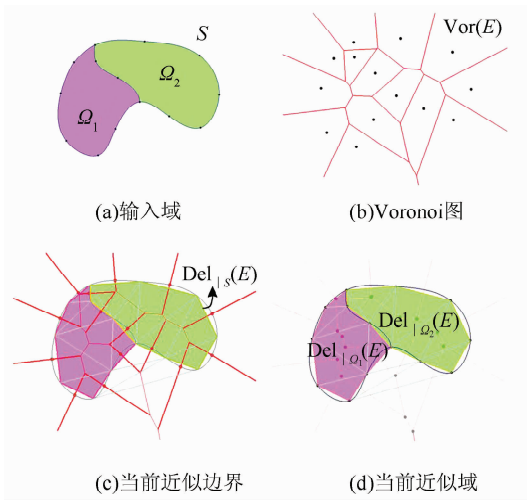 S
Ω₂
Ω₁
(a)输入域
Vor(E)
(b)Voronoi图
Del|S(E)
(c)当前近似边界
Del|Ω₂(E)
Del|Ω₁(E)
(d)当前近似域